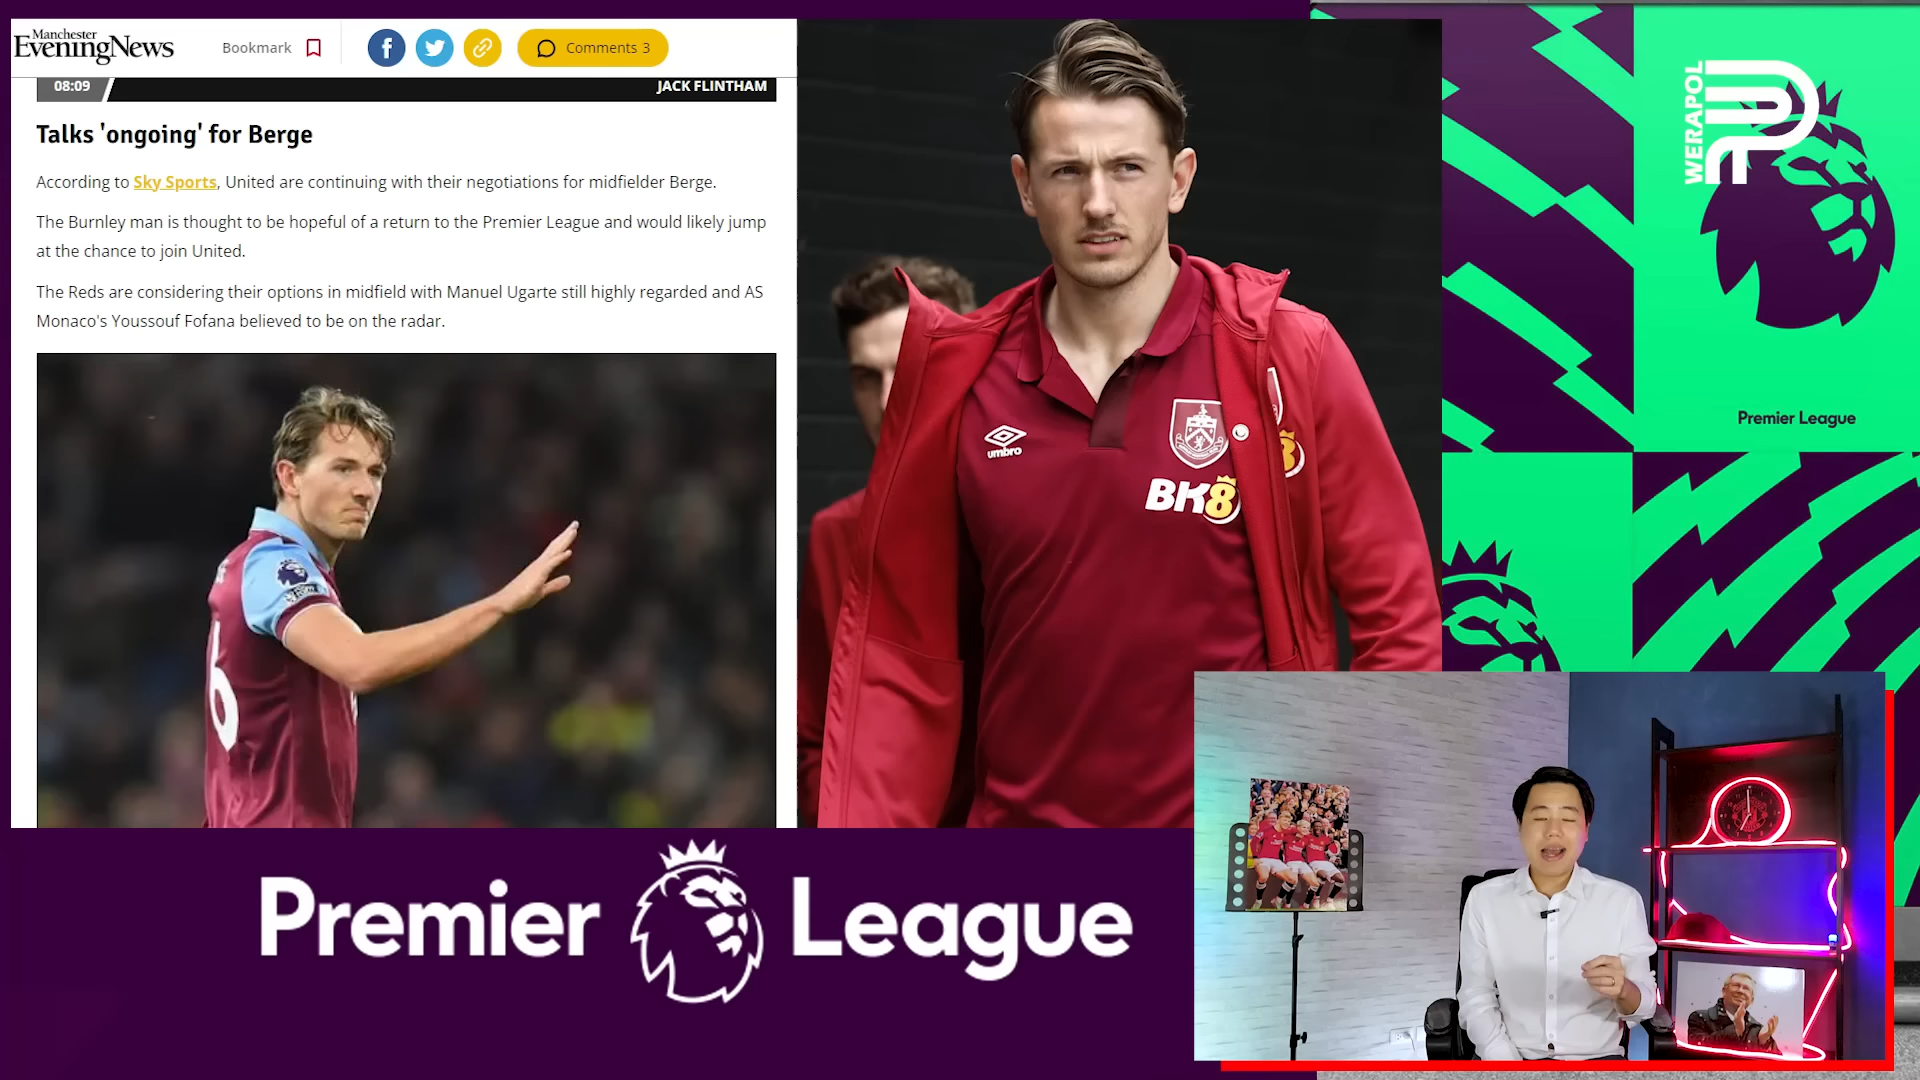 Manchester
Evening News
Bookmark
Comments 3
08:09
JACK FLINTHAM
Talks 'ongoing' for Berge
According to Sky Sports, United are continuing with their negotiations for midfielder Berge.
The Burnley man is thought to be hopeful of a return to the Premier League and would likely jump
at the chance to join United.
The Reds are considering their options in midfield with Manuel Ugarte still highly regarded and AS
Monaco's Youssouf Fofana believed to be on the radar.
6
umbro
BK8
8
WERAPOL
Premier League
Premier League